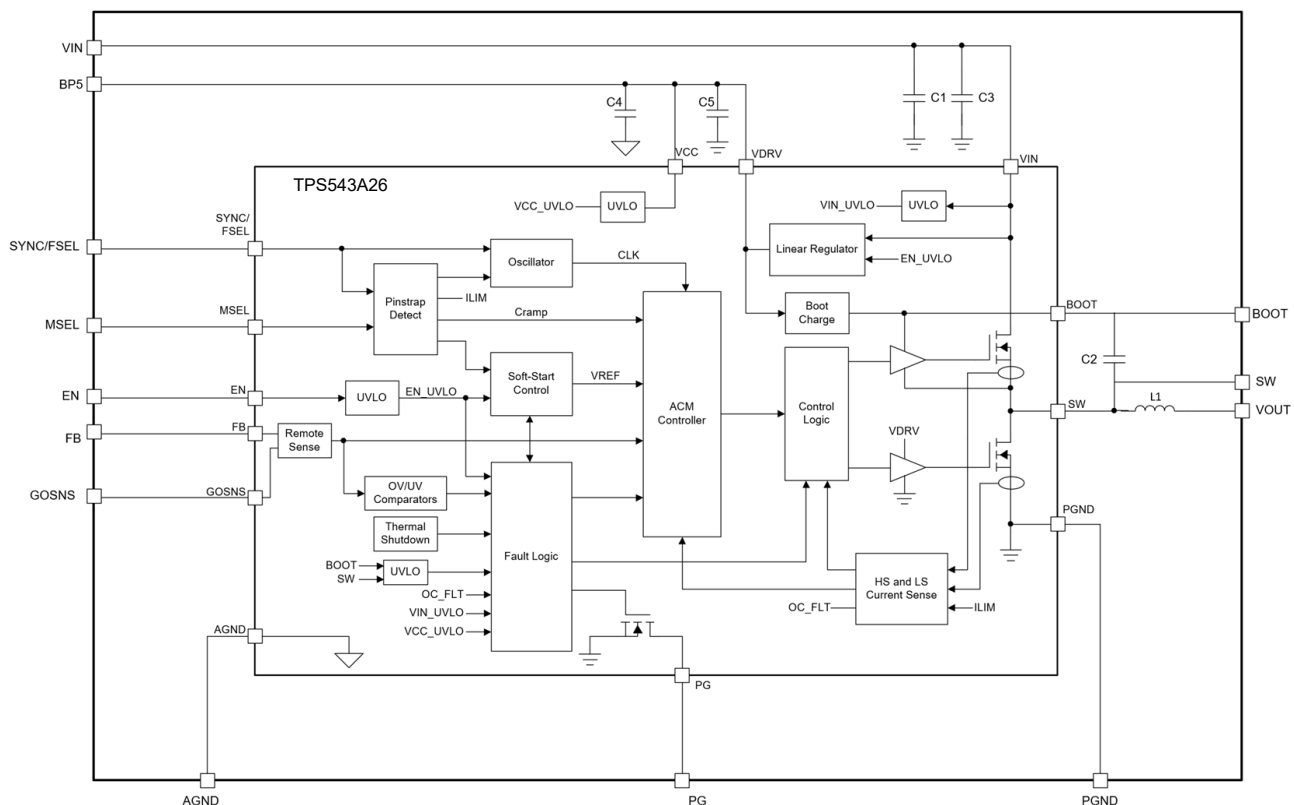 VIN
BP5
C4
C5
C1
C3
VCC
VDRV
VIN
TPS543A26
VCC_UVLO
UVLO
VIN_UVLO
UVLO
SYNC/FSEL
SYNC/
FSEL
Oscillator
CLK
Linear Regulator
EN_UVLO
Pinstrap
Detect
ILIM
MSEL
MSEL
Cramp
Boot
Charge
BOOT
BOOT
C2
Soft-Start
Control
VREF
ACM
Controller
Control
Logic
EN
EN
UVLO
EN_UVLO
SW
SW
L1
VOUT
FB
FB
Remote
Sense
VDRV
GOSNS
GOSNS
OV/UV
Comparators
Thermal
Shutdown
Fault Logic
PGND
BOOT
SW
UVLO
OC_FLT
VIN_UVLO
VCC_UVLO
HS and LS
Current Sense
OC_FLT
ILIM
AGND
PG
AGND
PG
PGND